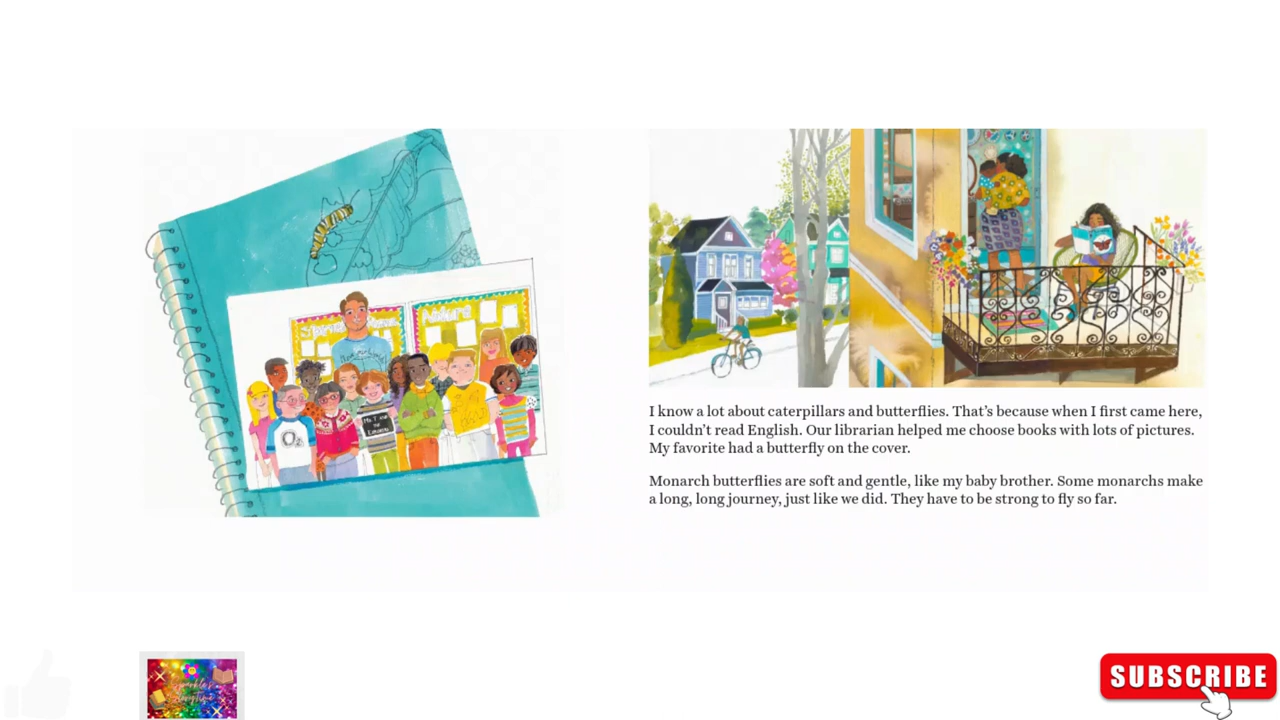 I know a lot about caterpillars and butterflies. That's because when I first came here,
I couldn't read English. Our librarian helped me choose books with lots of pictures.
My favorite had a butterfly on the cover.
Monarch butterflies are soft and gentle, like my baby brother. Some monarchs make
a long, long journey, just like we did. They have to be strong to fly so far.
SUBSCRIBE